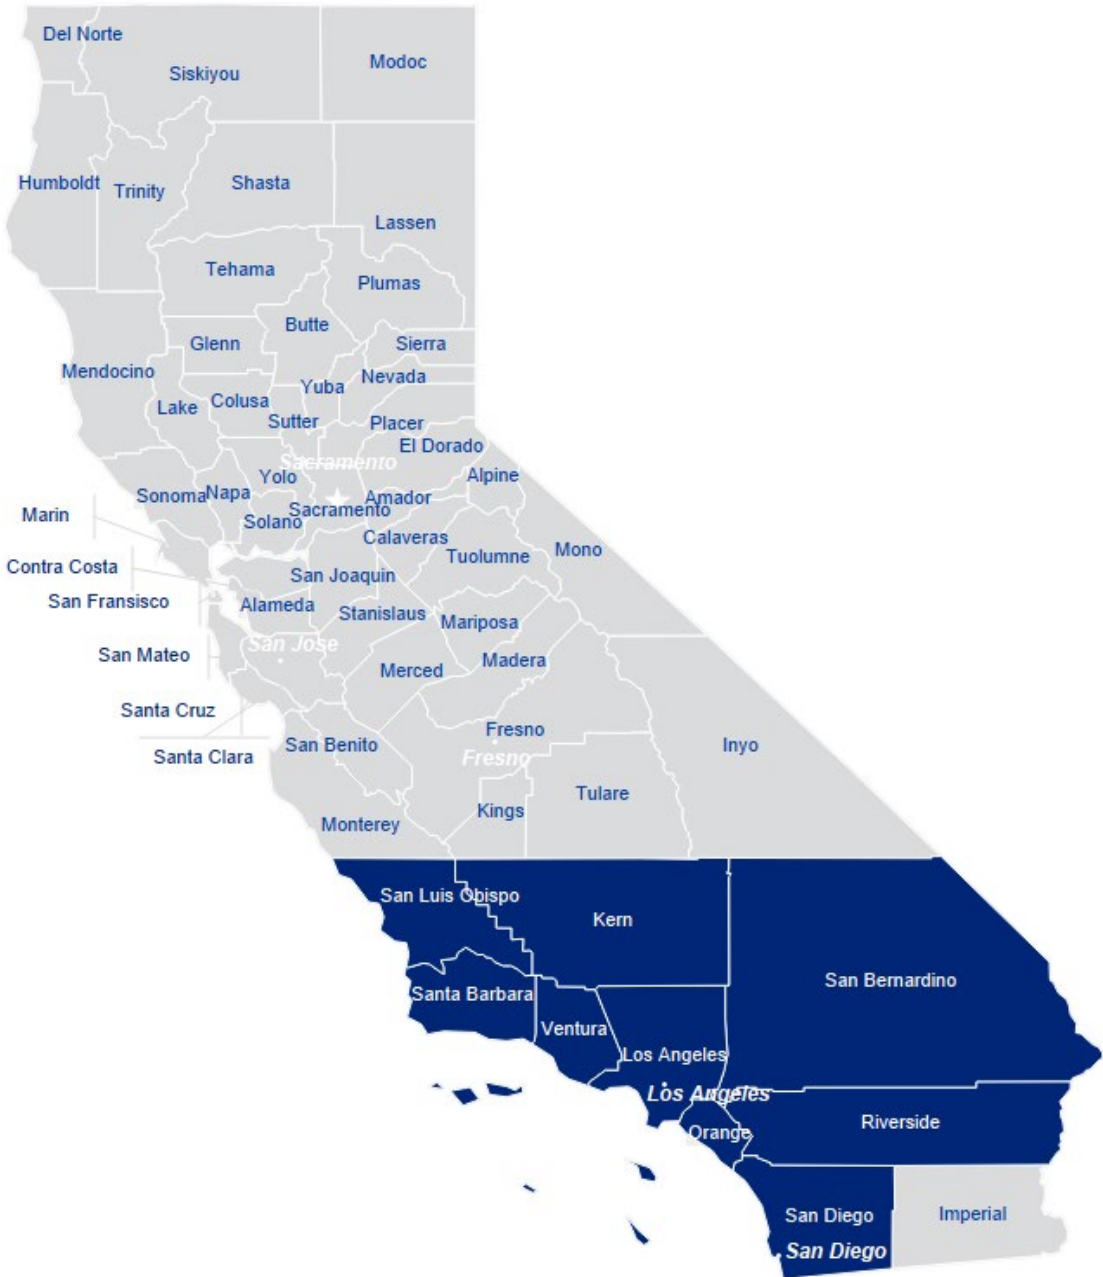 Del Norte
Siskiyou
Modoc
Humboldt
Trinity
Shasta
Lassen
Tehama
Plumas
Butte
Glenn
Sierra
Mendocino
Nevada
Yuba
Lake
Colusa
Sutter
Placer
El Dorado
Sacramento
Yolo
Alpine
Sonoma
Napa
Amador
Marin
Sacramento
Solano
Calaveras
Tuolumne
Mono
Contra Costa
San Joaquin
San Fransisco
Alameda
Stanislaus
Mariposa
San Jose
San Mateo
Merced
Madera
Santa Cruz
Fresno
San Benito
Inyo
Santa Clara
Fresno
Tulare
Kings
Monterey
San Luis Obispo
Kern
San Bernardino
Santa Barbara
Ventura
Los Angeles
Los Angeles
Riverside
Orange
San Diego
Imperial
San Diego